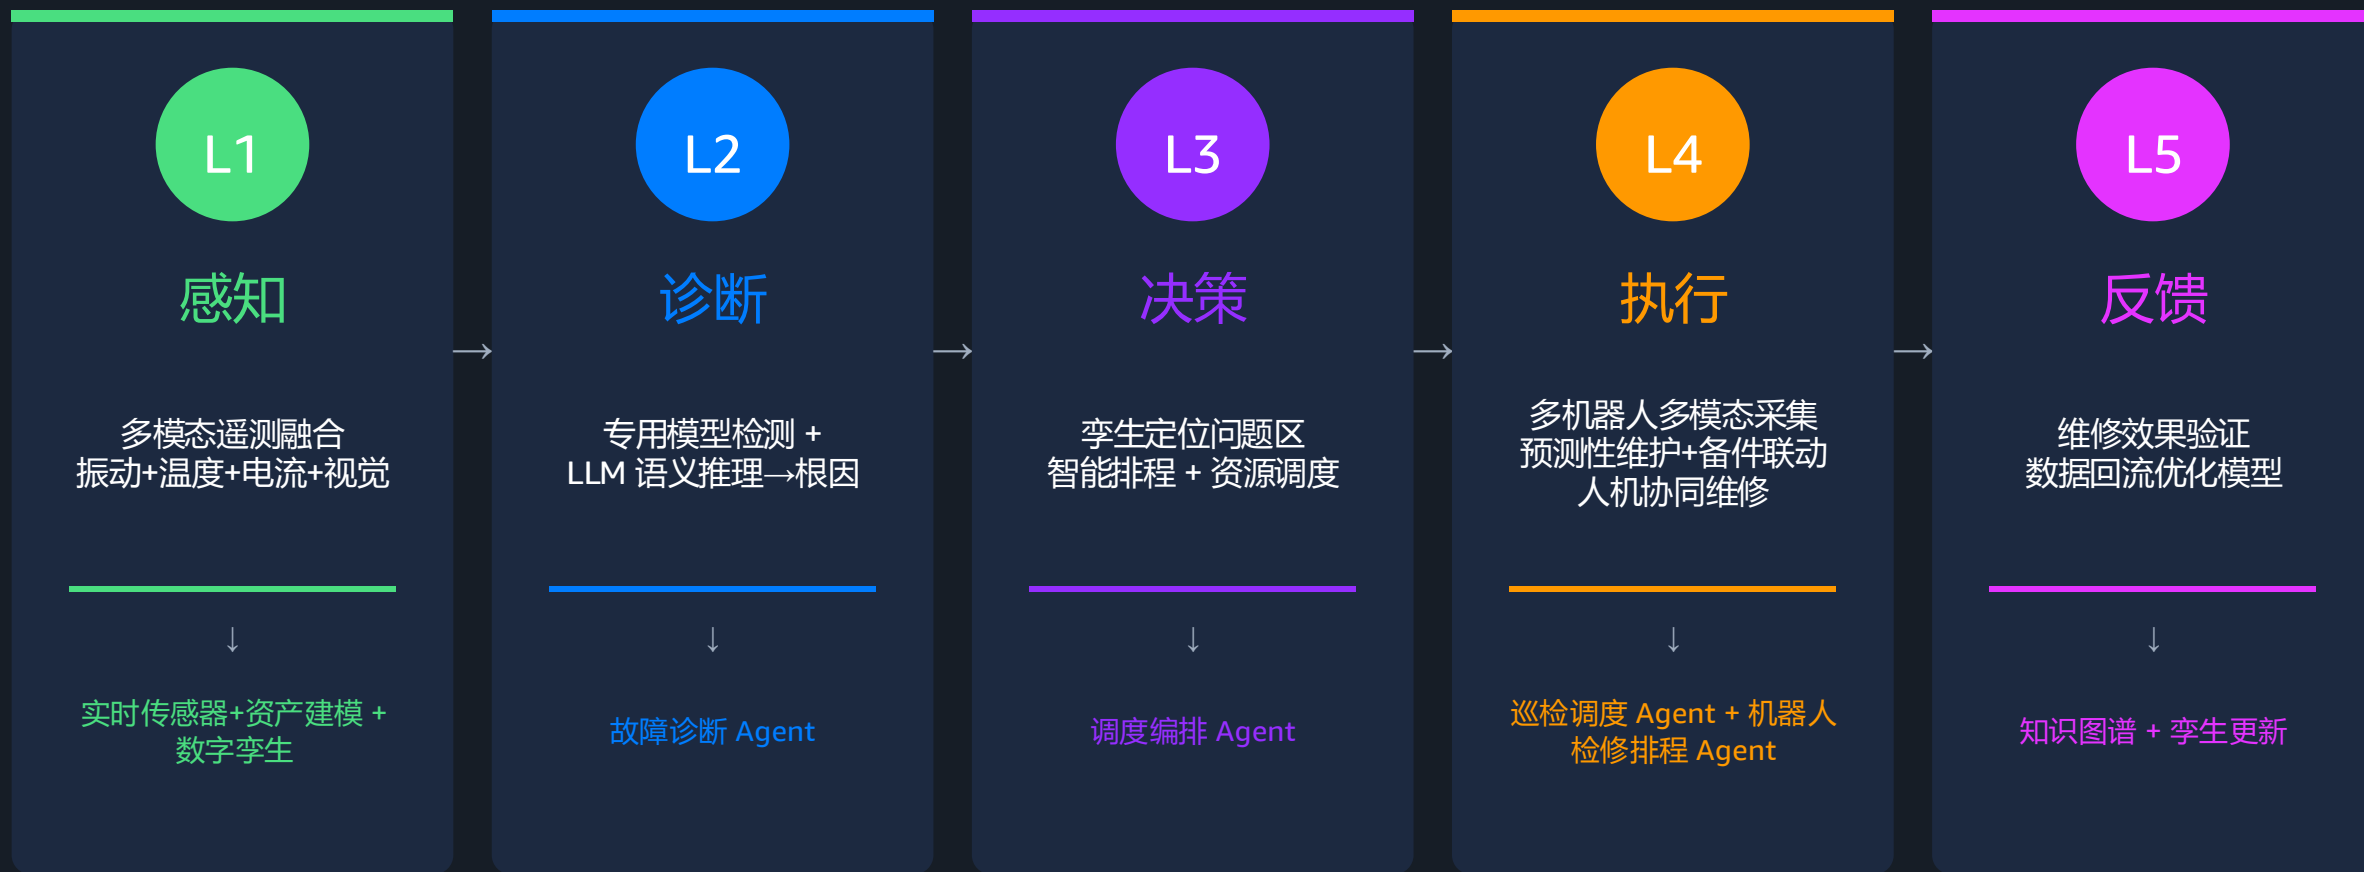 L1
感知
多模态遥测融合
振动+温度+电流+视觉
↓
实时传感器+资产建模 +
数字孪生
→
L2
诊断
专用模型检测 +
LLM 语义推理→根因
↓
故障诊断 Agent
→
L3
决策
孪生定位问题区
智能排程 + 资源调度
↓
调度编排 Agent
→
L4
执行
多机器人多模态采集
预测性维护+备件联动
人机协同维修
↓
巡检调度 Agent + 机器人
检修排程 Agent
→
L5
反馈
维修效果验证
数据回流优化模型
↓
知识图谱 + 孪生更新